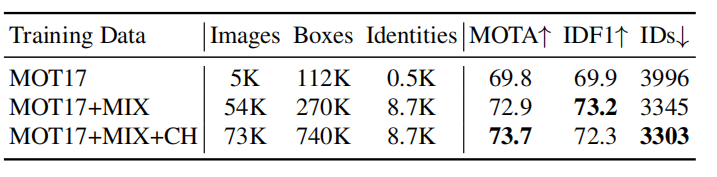 Training Data Images Boxes Identities MOTA↑ IDF1↑ IDs↓
MOT17 5K 112K 0.5K 69.8 69.9 3996
MOT17+MIX 54K 270K 8.7K 72.9 73.2 3345
MOT17+MIX+CH 73K 740K 8.7K 73.7 72.3 3303